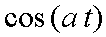 cos (a t)